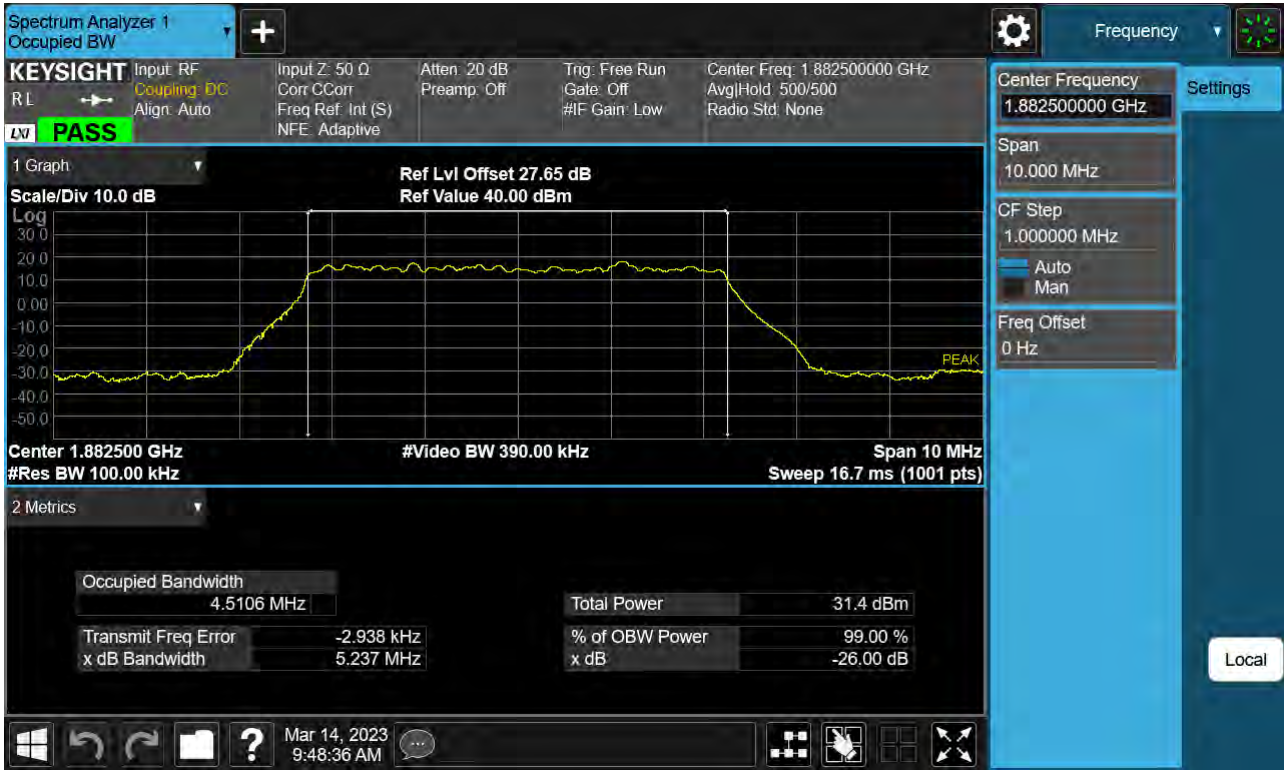 Spectrum Analyzer 1
Occupied BW
+
Frequency
KEYSIGHT
RL
LXI PASS
Input: RF
Coupling: DC
Align: Auto
Input Z: 50 Ω
Corr CCorr
Freq Ref: Int (S)
NFE: Adaptive
Atten: 20 dB
Preamp: Off
Trig: Free Run
Gate: Off
#IF Gain: Low
Center Freq: 1.882500000 GHz
Avg|Hold: 500/500
Radio Std: None
Center Frequency
1.882500000 GHz
Settings
Span
10.000 MHz
CF Step
1.000000 MHz
Auto
Man
Freq Offset
0 Hz
Local
1 Graph
Ref Lvl Offset 27.65 dB
Scale/Div 10.0 dB
Ref Value 40.00 dBm
Log
30.0
20.0
10.0
0.00
-10.0
-20.0
-30.0
-40.0
-50.0
PEAK
Center 1.882500 GHz
#Video BW 390.00 kHz
Span 10 MHz
#Res BW 100.00 kHz
Sweep 16.7 ms (1001 pts)
2 Metrics
Occupied Bandwidth
4.5106 MHz
Total Power 31.4 dBm
Transmit Freq Error -2.938 kHz
% of OBW Power 99.00 %
x dB Bandwidth 5.237 MHz
x dB -26.00 dB
?
Mar 14, 2023
9:48:36 AM